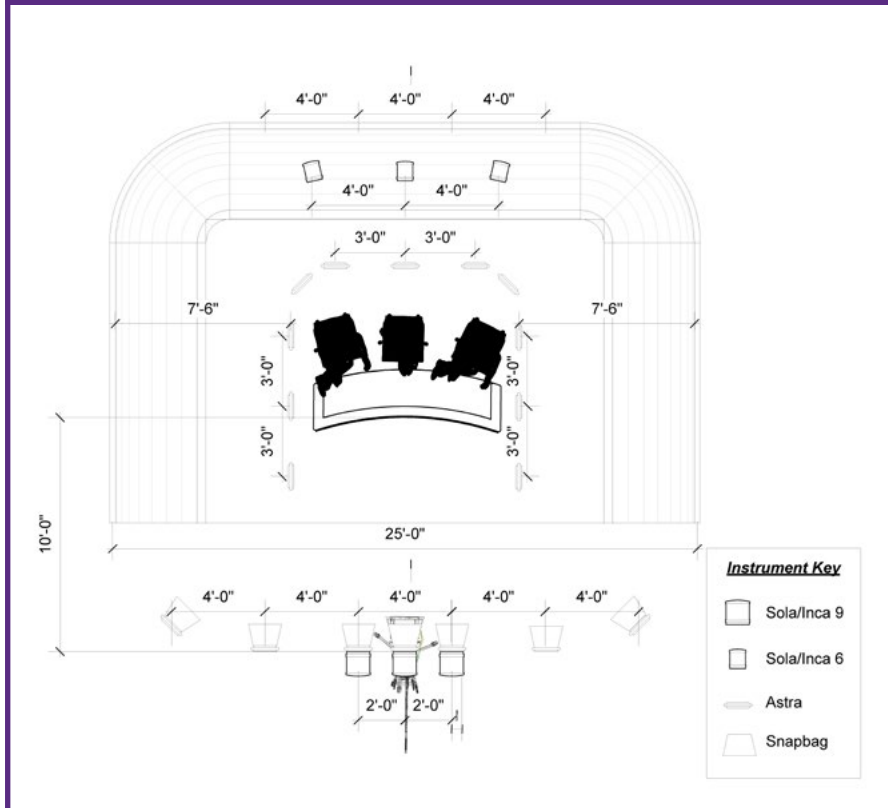 4'-0" 4'-0" 4'-0"
4'-0" 4'-0"
3'-0" 3'-0"
7'-6" 7'-6"
3'-0" 3'-0"
3'-0" 3'-0"
10'-0"
25'-0"
4'-0" 4'-0" 4'-0" 4'-0" 4'-0"
2'-0" 2'-0"
Instrument Key
Sola/Inca 9
Sola/Inca 6
Astra
Snapbag